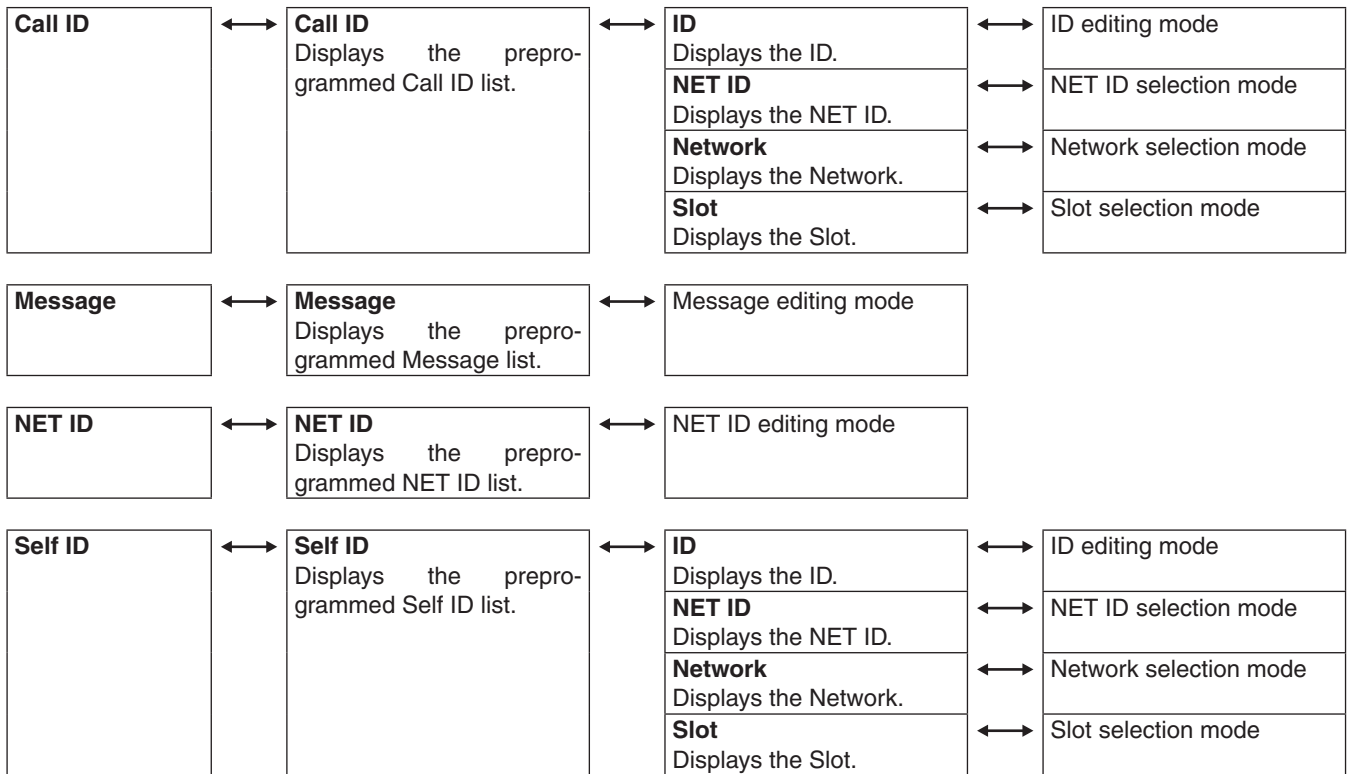 Call ID
Call ID
Displays the prepro-
grammed Call ID list.
ID
Displays the ID.
ID editing mode
NET ID
Displays the NET ID.
NET ID selection mode
Network
Displays the Network.
Network selection mode
Slot
Displays the Slot.
Slot selection mode
Message
Message
Displays the prepro-
grammed Message list.
Message editing mode
NET ID
NET ID
Displays the prepro-
grammed NET ID list.
NET ID editing mode
Self ID
Self ID
Displays the prepro-
grammed Self ID list.
ID
Displays the ID.
ID editing mode
NET ID
Displays the NET ID.
NET ID selection mode
Network
Displays the Network.
Network selection mode
Slot
Displays the Slot.
Slot selection mode